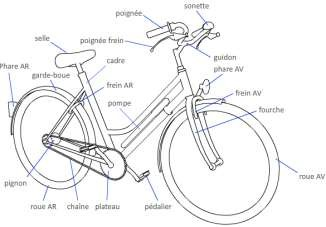 sonette
poignée
selle
poignée frein
guidon
cadre
Phare AR
phare AV
garde-boue
frein AR
frein AV
pompe
fourche
pignon
roue AV
roue AR
chaîne
plateau
pédalier